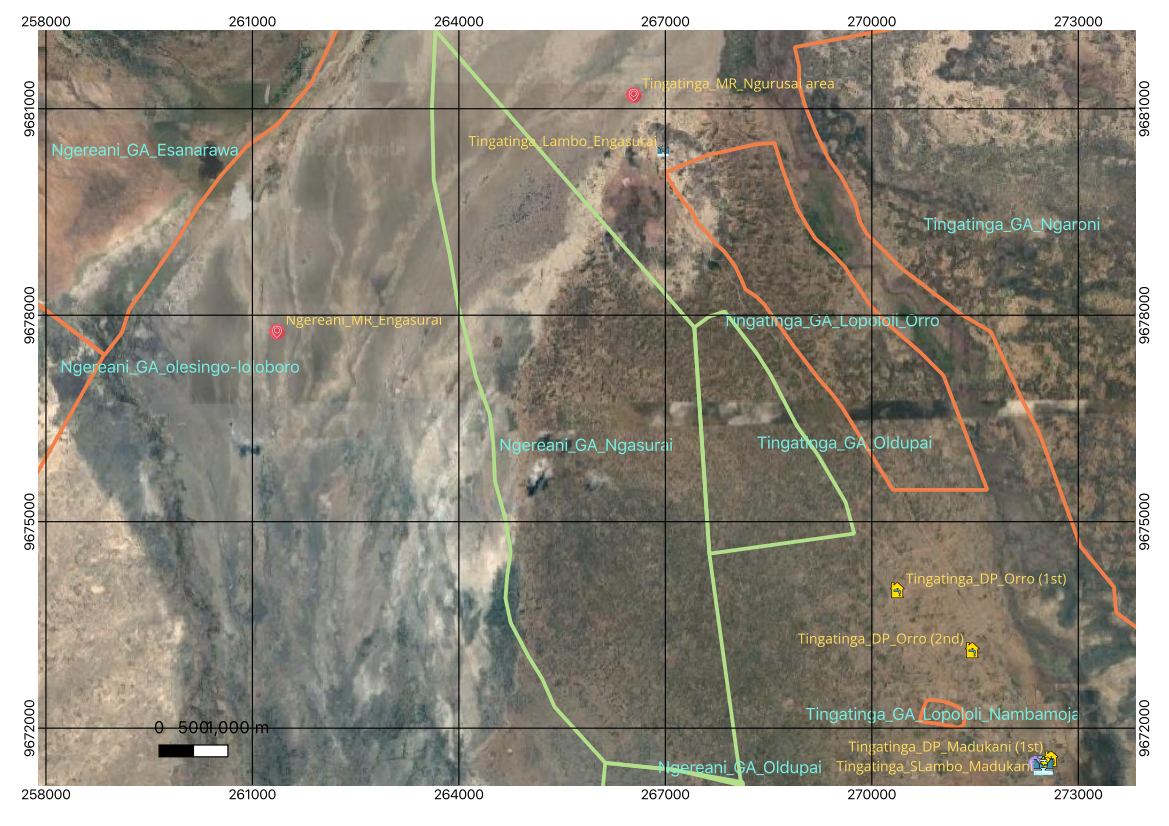 258000 261000 264000 267000 270000 273000
9681000 9681000
Tingatinga_MR_Ngurusai area
Tingatinga_Lambo_Engasurai
Ngereani_GA_Esanarawa
Tingatinga_GA_Ngaroni
9678000 9678000
Ngereani_MR_Engasurai
Tingatinga_GA_Lopololi_Orro
Ngereani_GA_olesingo-lo oboro
Ngereani_GA_Ngasurai
Tingatinga_GA_Oldupai
9675000 9675000
Tingatinga_DP_Orro (1st)
Tingatinga_DP_Orro (2nd)
Tingatinga_GA_Lopololi_Nambamoja
9672000 9672000
0 500 1,000 m
Tingatinga_DP_Madukani (1st)
Tingatinga_SLambo_Madukani
Ngereani_GA_Oldupai
258000 261000 264000 267000 270000 273000